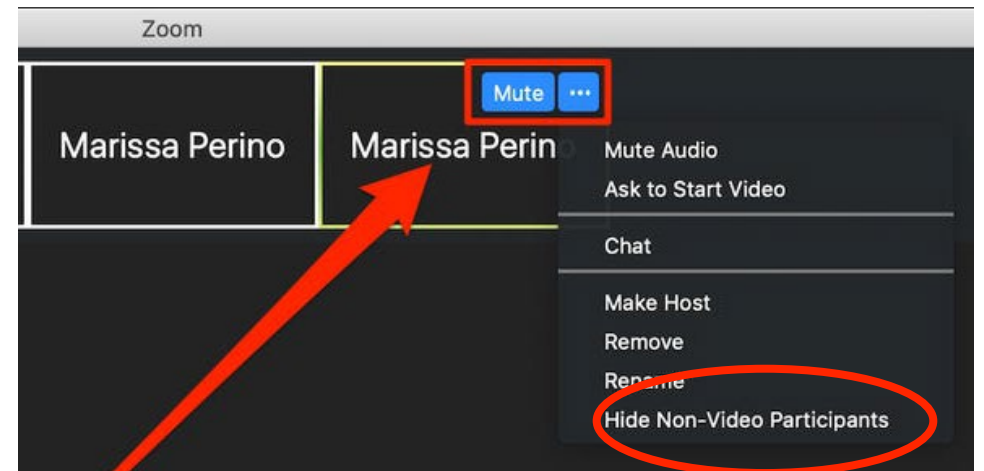 Zoom
Mute ...
Marissa Perino
Marissa Perino
Mute Audio
Ask to Start Video
Chat
Make Host
Remove
Rename
Hide Non-Video Participants